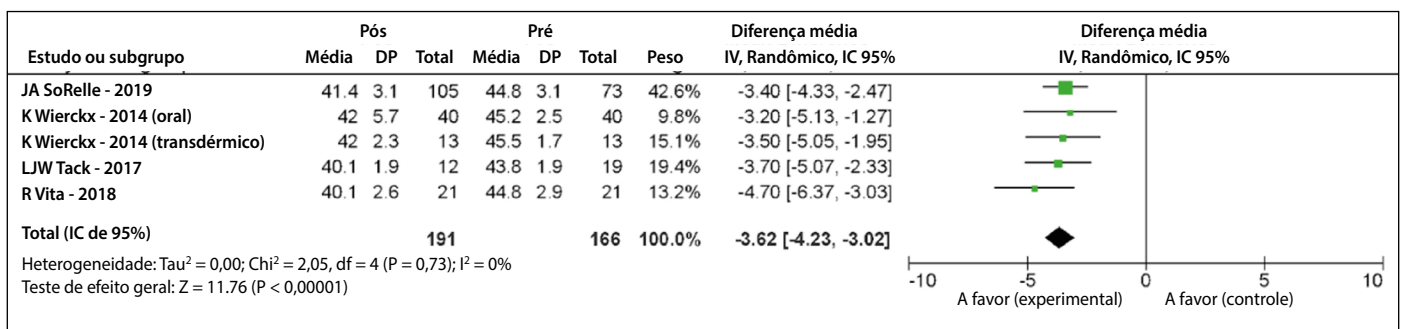 Pós Pré Diferença média Diferença média
Estudo ou subgrupo Média DP Total Média DP Total Peso IV, Randômico, IC 95% IV, Randômico, IC 95%
JA SoRelle - 2019 41.4 3.1 105 44.8 3.1 73 42.6% -3.40 [-4.33, -2.47]
K Wierckx - 2014 (oral) 42 5.7 40 45.2 2.5 40 9.8% -3.20 [-5.13, -1.27]
K Wierckx - 2014 (transdérmico) 42 2.3 13 45.5 1.7 13 15.1% -3.50 [-5.05, -1.95]
LJW Tack - 2017 40.1 1.9 12 43.8 1.9 19 19.4% -3.70 [-5.07, -2.33]
R Vita - 2018 40.1 2.6 21 44.8 2.9 21 13.2% -4.70 [-6.37, -3.03]
Total (IC de 95%) 191 166 100.0% -3.62 [-4.23, -3.02]
Heterogeneidade: Tau² = 0,00; Chi² = 2,05, df = 4 (P = 0,73); I² = 0%
Teste de efeito geral: Z = 11.76 (P < 0,00001)
-10 -5 0 5 10
A favor (experimental) A favor (controle)